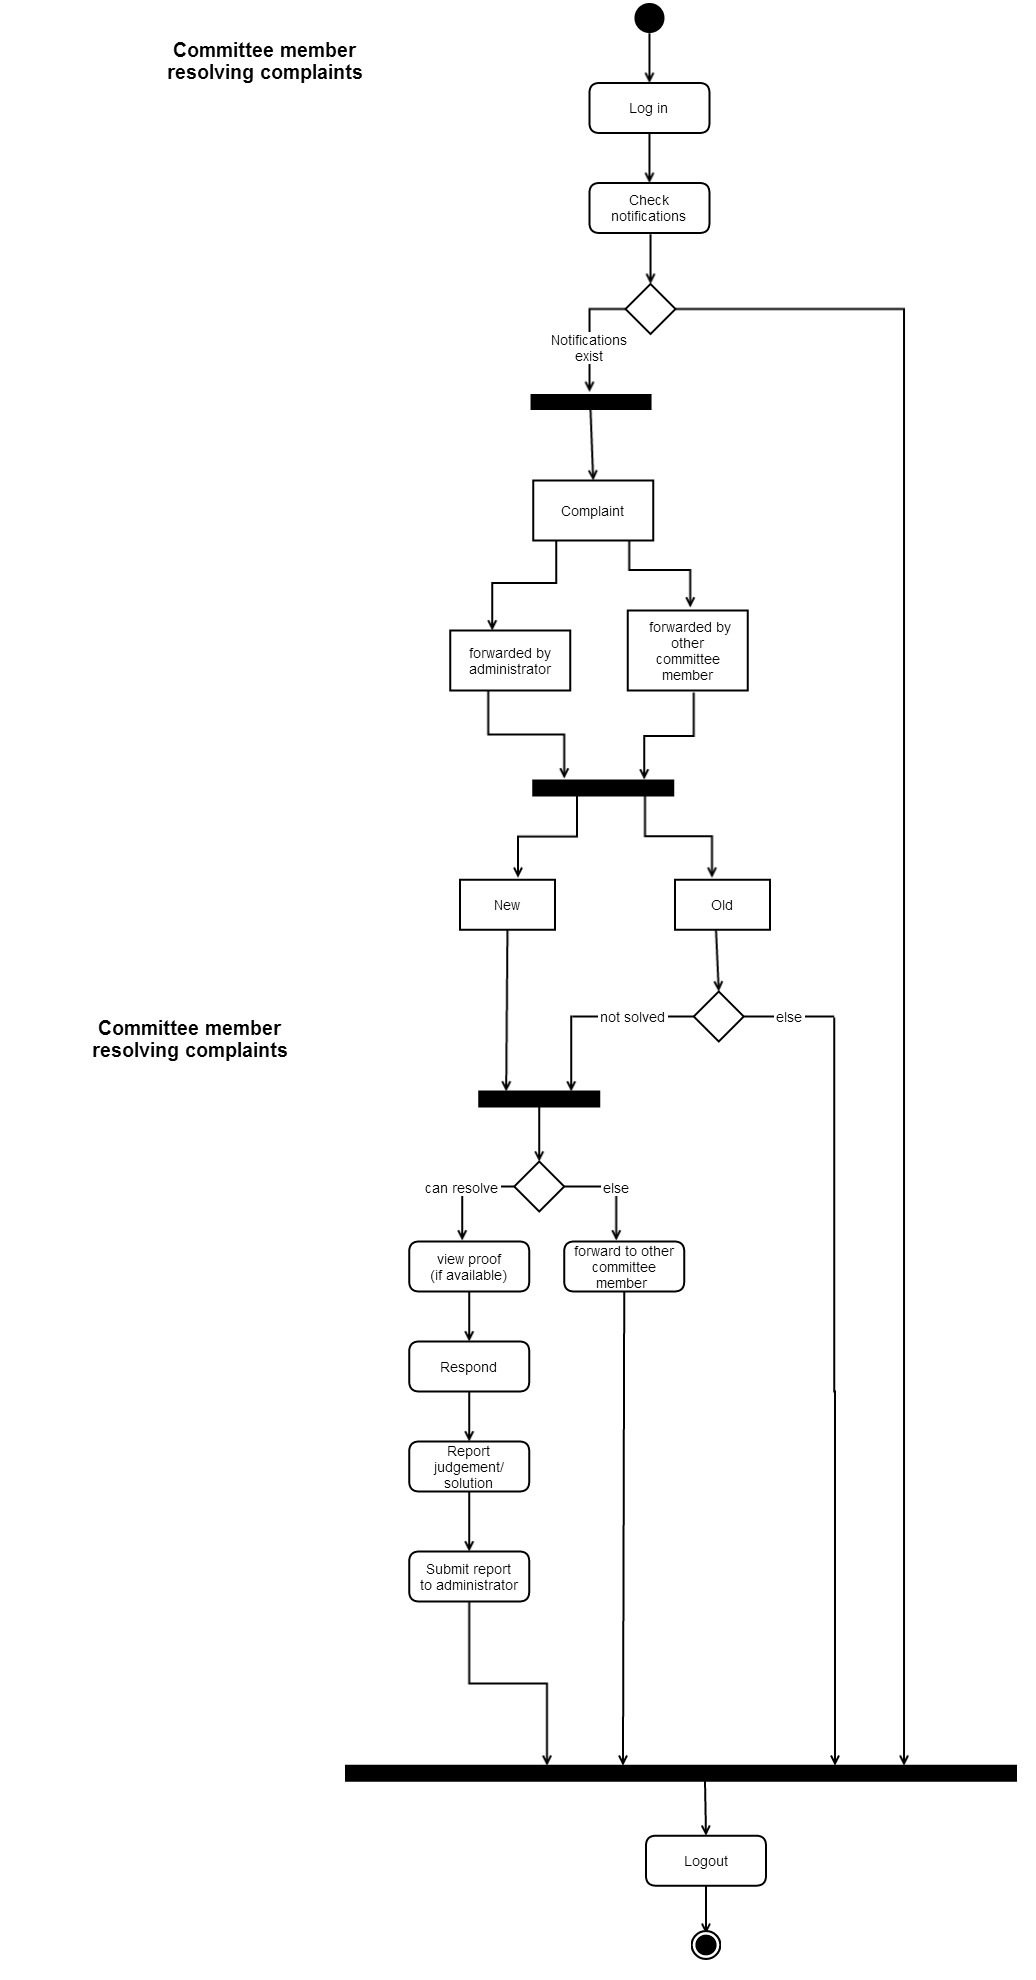 Committee member
resolving complaints
Log in
Check
notifications
Notifications
exist
Complaint
forwarded by
administrator
forwarded by
other
committee
member
New
Old
not solved
else
Committee member
resolving complaints
can resolve
else
view proof
(if available)
forward to other
committee
member
Respond
Report
judgement/
solution
Submit report
to administrator
Logout